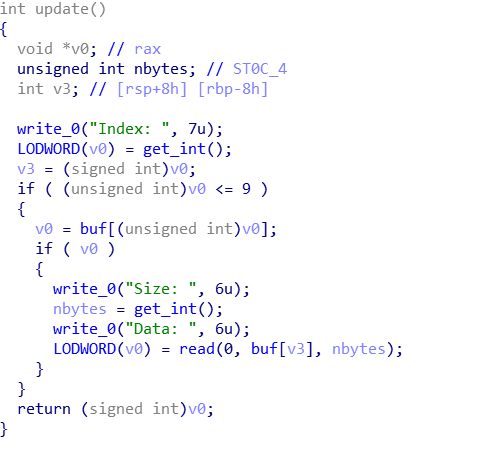 int update()
{
  void *v0; // rax
  unsigned int nbytes; // ST0C_4
  int v3; // [rsp+8h] [rbp-8h]

  write_0("Index: ", 7u);
  LODWORD(v0) = get_int();
  v3 = (signed int)v0;
  if ( (unsigned int)v0 <= 9 )
  {
    v0 = buf[(unsigned int)v0];
    if ( v0 )
    {
      write_0("Size: ", 6u);
      nbytes = get_int();
      write_0("Data: ", 6u);
      LODWORD(v0) = read(0, buf[v3], nbytes);
    }
  }
  return (signed int)v0;
}